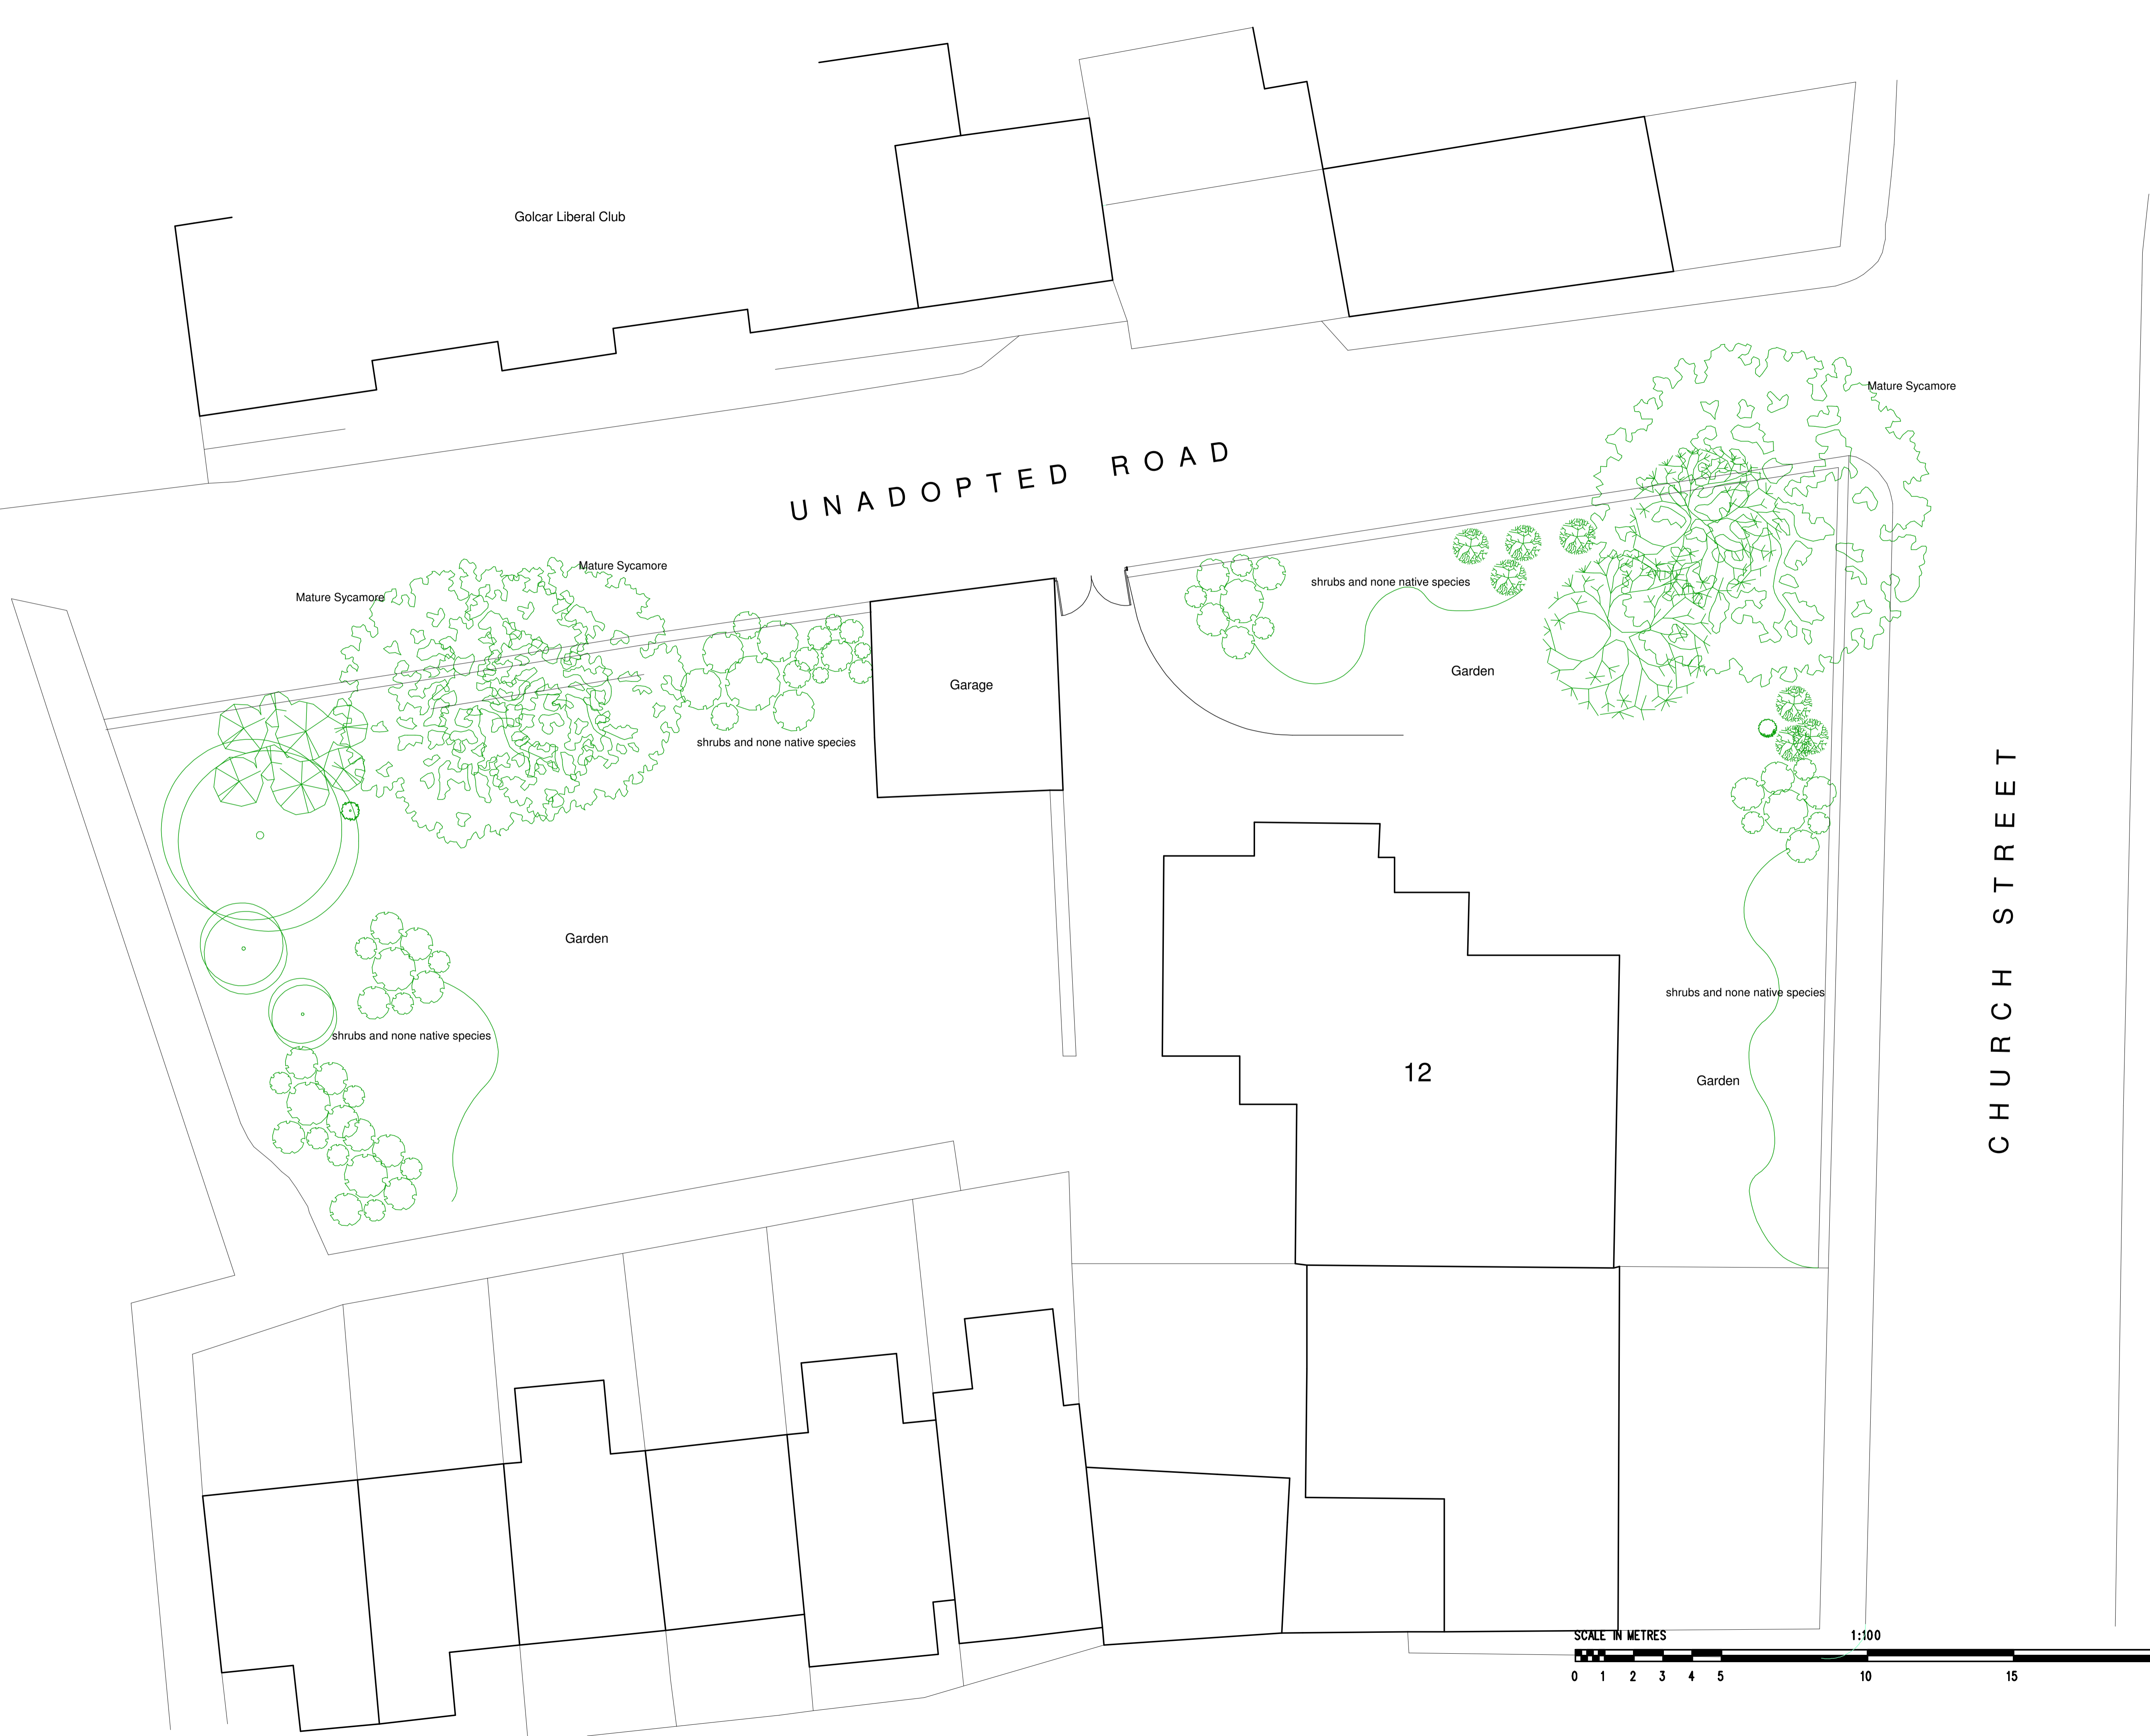 Golcar Liberal Club
Mature Sycamore
UNADOPTED ROAD
Mature Sycamore
Mature Sycamore
shrubs and none native species
Garden
Garage
shrubs and none native species
Garden
shrubs and none native species
shrubs and none native species
12
Garden
CHURCH STREET
SCALE IN METRES 1:100
0 1 2 3 4 5 10 15